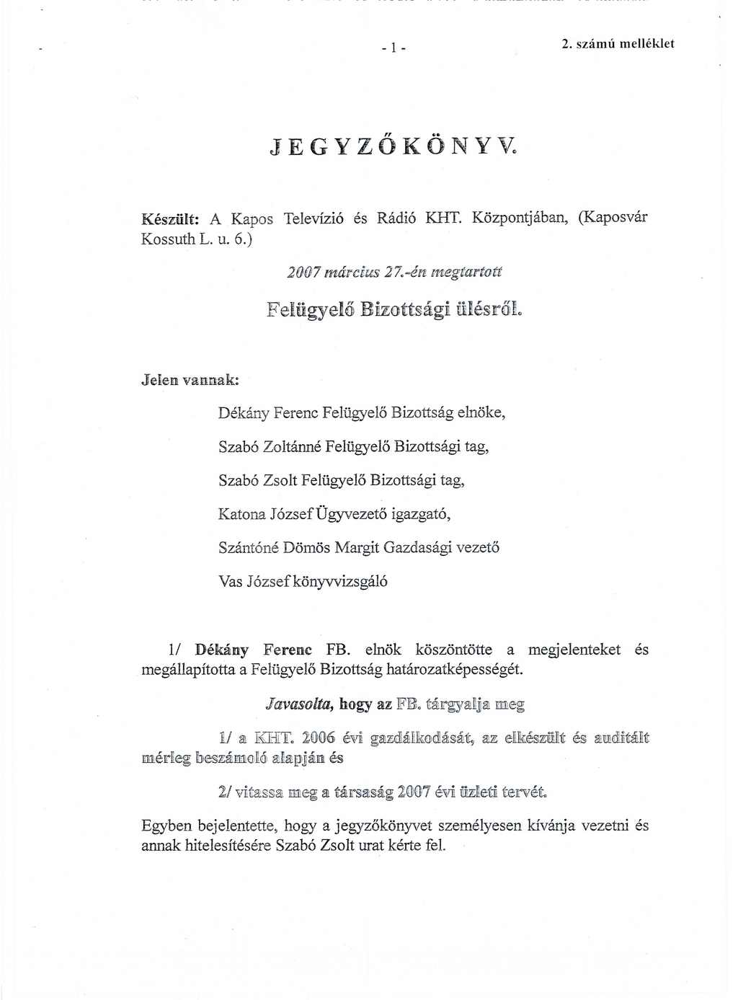 - 1 -
2. számú melléklet
JEGYZŐKÖNYV.
Készült: A Kapos Televízió és Rádió KHT. Központjában, (Kaposvár
Kossuth L. u. 6.)
2007 március 27.-én megtartott
Felügyelő Bizottsági ülésről.
Jelen vannak:
Dékány Ferenc Felügyelő Bizottság elnöke,
Szabó Zoltánné Felügyelő Bizottsági tag,
Szabó Zsolt Felügyelő Bizottsági tag,
Katona József Ügyvezető igazgató,
Szántóné Dömös Margit Gazdasági vezető
Vas József könyvvizsgáló
1/ Dékány Ferenc FB. elnök köszöntötte a megjelenteket és
megállapította a Felügyelő Bizottság határozatképességét.
Javasolta, hogy az FB. tárgyalja meg
1/ a KHT. 2006 évi gazdálkodását, az elkészült és auditált
mérleg beszámoló alapján és
2/ vitassa meg a társaság 2007 évi üzleti tervét.
Egyben bejelentette, hogy a jegyzőkönyvet személyesen kívánja vezetni és
annak hitelesítésére Szabó Zsolt urat kérte fel.